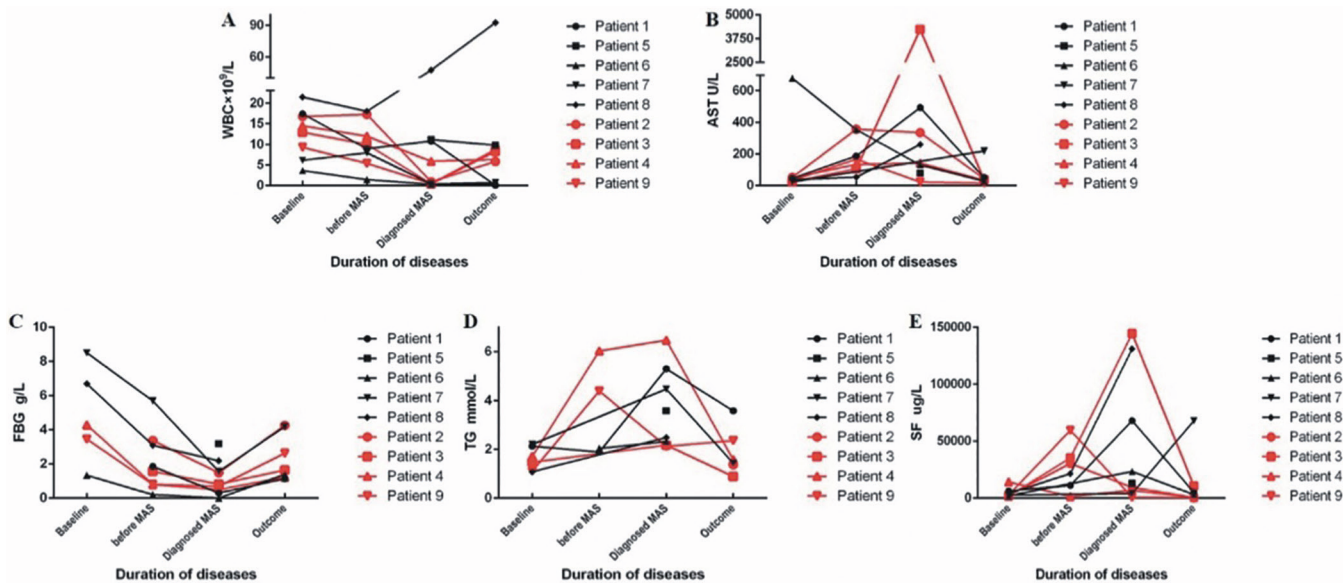 A
WBC×10⁹/L
90
60
20
15
10
5
0
Baseline
before MAS
Diagnosed MAS
Outcome
Duration of diseases
Patient 1
Patient 5
Patient 6
Patient 7
Patient 8
Patient 2
Patient 3
Patient 4
Patient 9
B
AST U/L
5000
3750
2500
600
400
200
0
Baseline
before MAS
Diagnosed MAS
Outcome
Duration of diseases
Patient 1
Patient 5
Patient 6
Patient 7
Patient 8
Patient 2
Patient 3
Patient 4
Patient 9
C
FBG g/L
10
8
6
4
2
0
Baseline
before MAS
Diagnosed MAS
Outcome
Duration of diseases
Patient 1
Patient 5
Patient 6
Patient 7
Patient 8
Patient 2
Patient 3
Patient 4
Patient 9
D
TG mmol/L
6
4
2
0
Baseline
before MAS
Diagnosed MAS
Outcome
Duration of diseases
Patient 1
Patient 5
Patient 6
Patient 7
Patient 8
Patient 2
Patient 3
Patient 4
Patient 9
E
SF ug/L
150000
100000
50000
0
Baseline
before MAS
Diagnosed MAS
Outcome
Duration of diseases
Patient 1
Patient 5
Patient 6
Patient 7
Patient 8
Patient 2
Patient 3
Patient 4
Patient 9